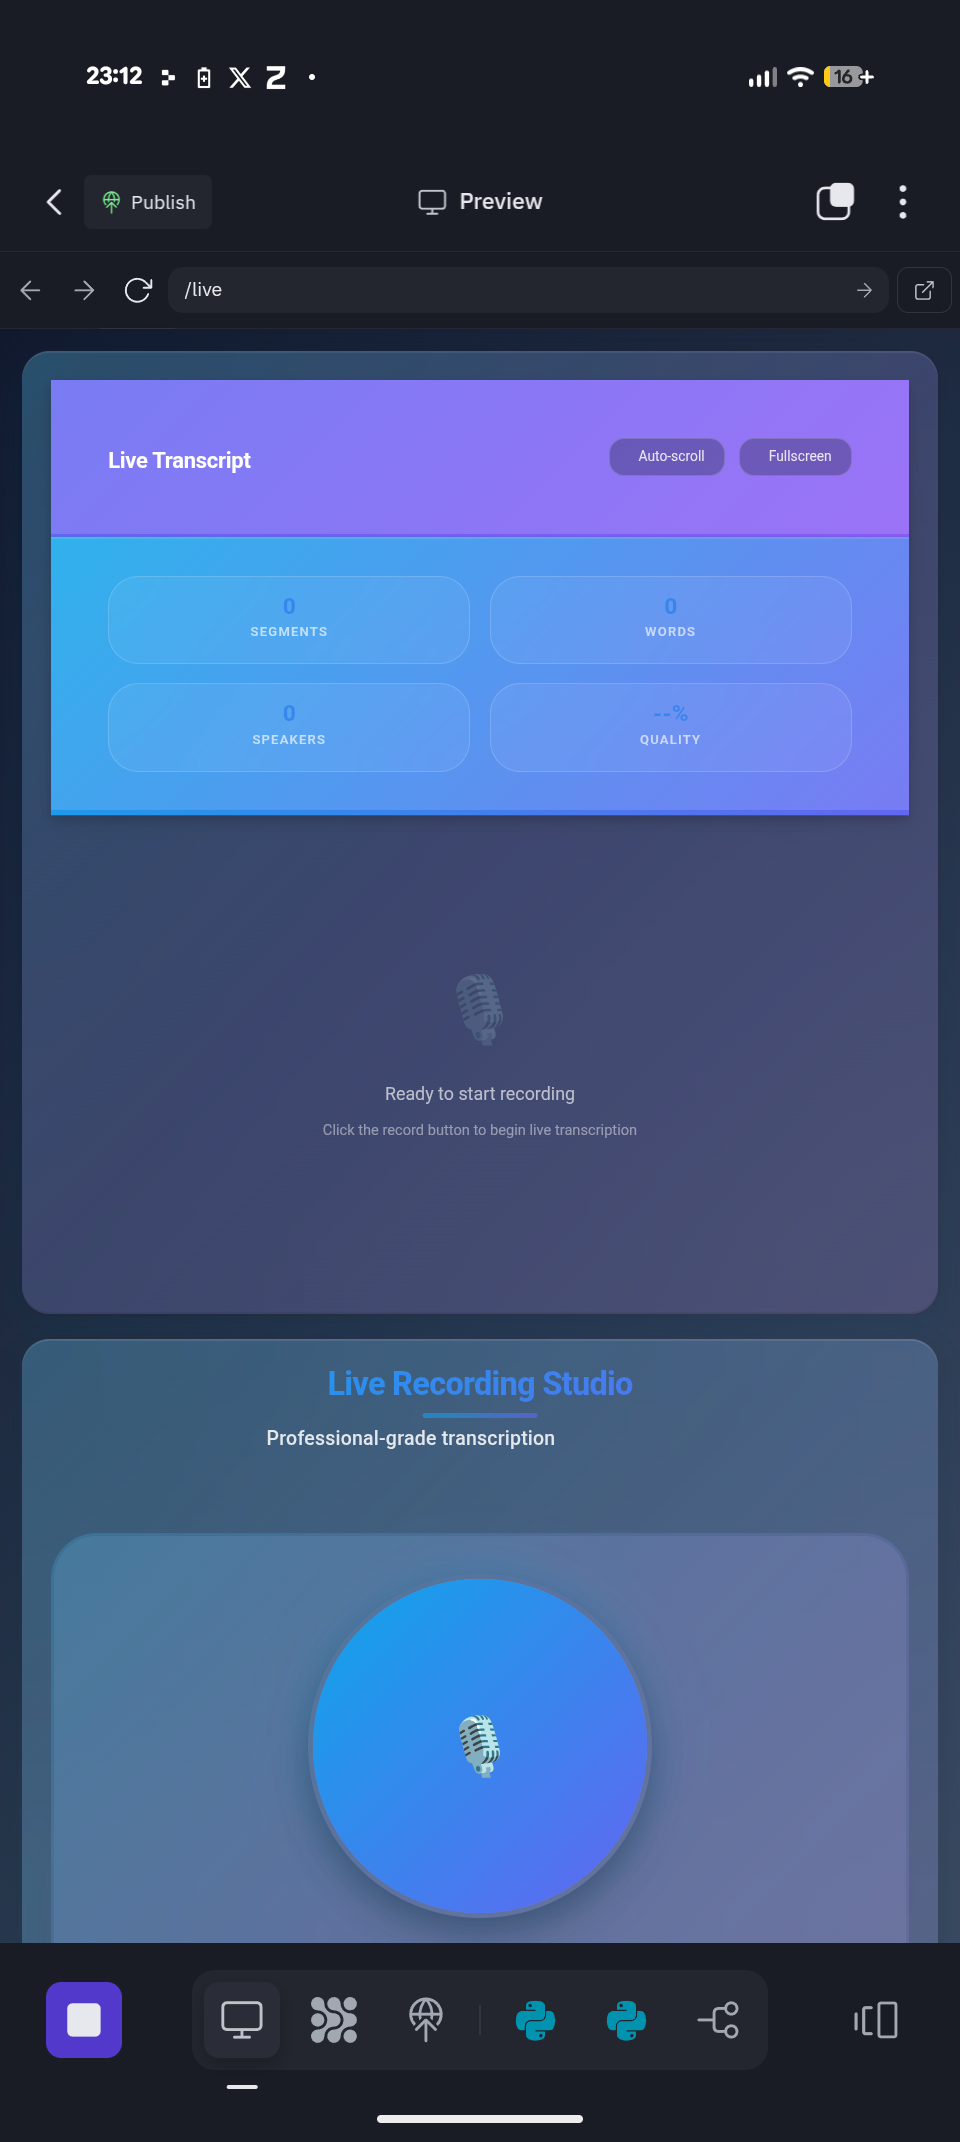 23:12
16+
Publish
Preview
/live
Live Transcript
Auto-scroll
Fullscreen
0
SEGMENTS
0
WORDS
0
SPEAKERS
--%
QUALITY
Ready to start recording
Click the record button to begin live transcription
Live Recording Studio
Professional-grade transcription